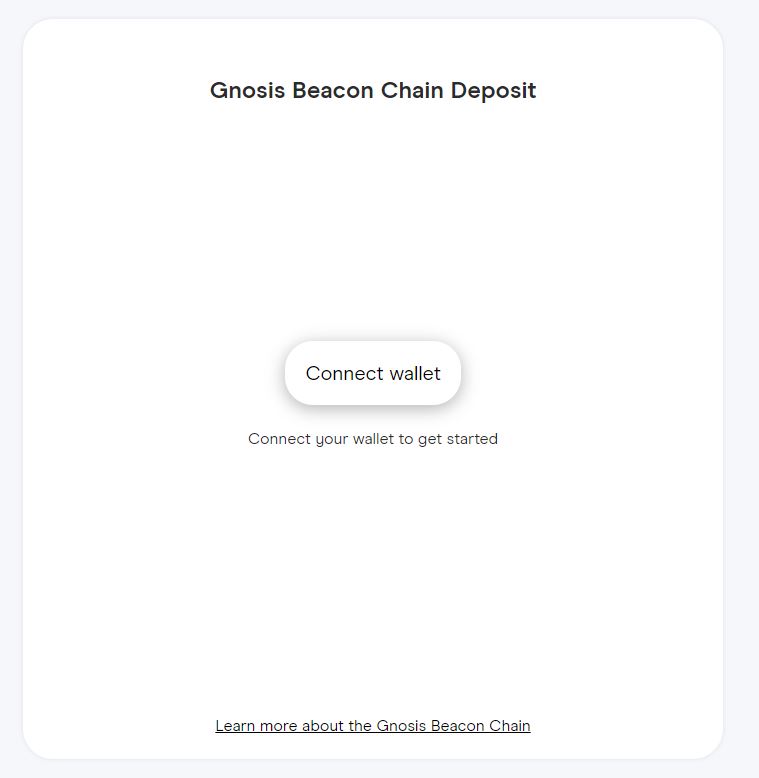 Gnosis Beacon Chain Deposit
Connect wallet
Connect your wallet to get started
Learn more about the Gnosis Beacon Chain